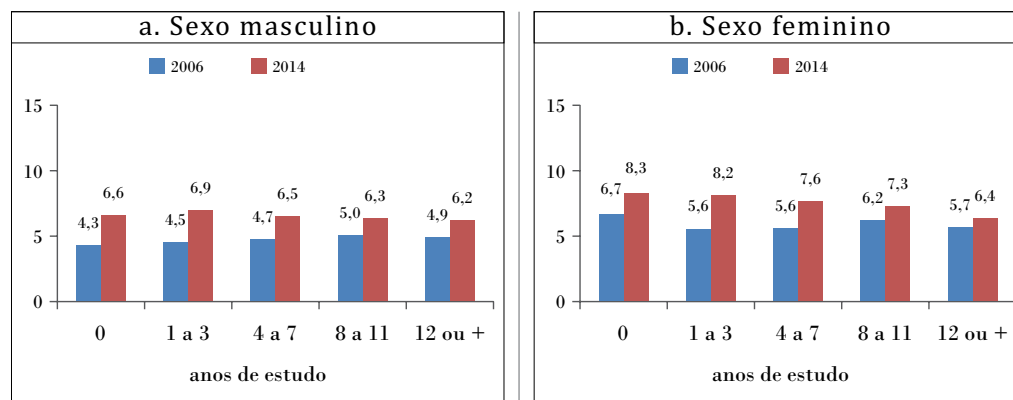 a. Sexo masculino
2006 2014
15
10
5
0
4,3 6,6 4,5 6,9 4,7 6,5 5,0 6,3 4,9 6,2
0 1 a 3 4 a 7 8 a 11 12 ou +
anos de estudo
b. Sexo feminino
2006 2014
15
10
5
0
6,7 8,3 5,6 8,2 5,6 7,6 6,2 7,3 5,7 6,4
0 1 a 3 4 a 7 8 a 11 12 ou +
anos de estudo